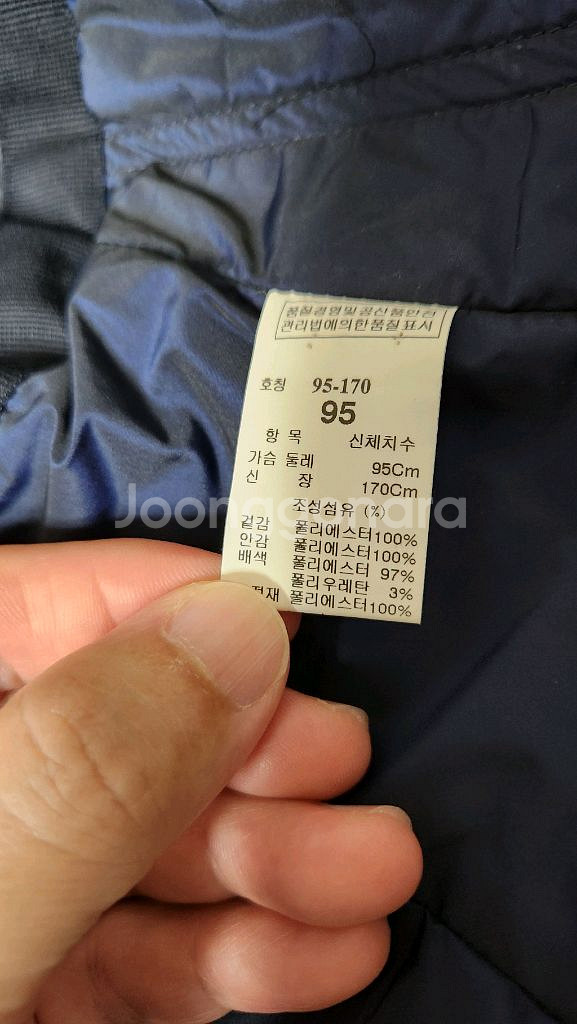 품질경영및공산품안전
관리법에의한품질표시
호칭 95-170
95
항 목 신체치수
가슴 둘레 95Cm
신 장 170Cm
조성섬유 (%)
겉감 폴리에스터100%
안감 폴리에스터100%
배색 폴리에스터 97%
폴리우레탄 3%
전재 폴리에스터100%
Joonggonara